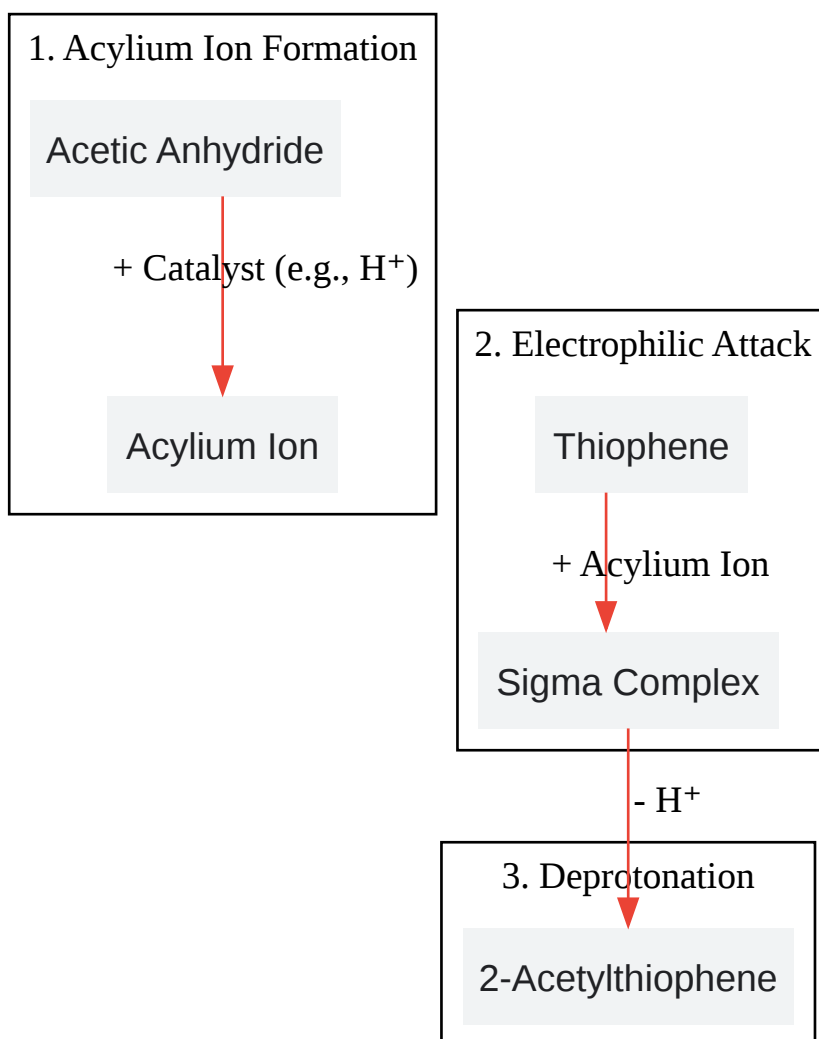 1. Acylium Ion Formation
Acetic Anhydride
+ Catalyst (e.g., H⁺)
Acylium Ion
2. Electrophilic Attack
Thiophene
+ Acylium Ion
Sigma Complex
- H⁺
3. Deprotonation
2-Acetylthiophene